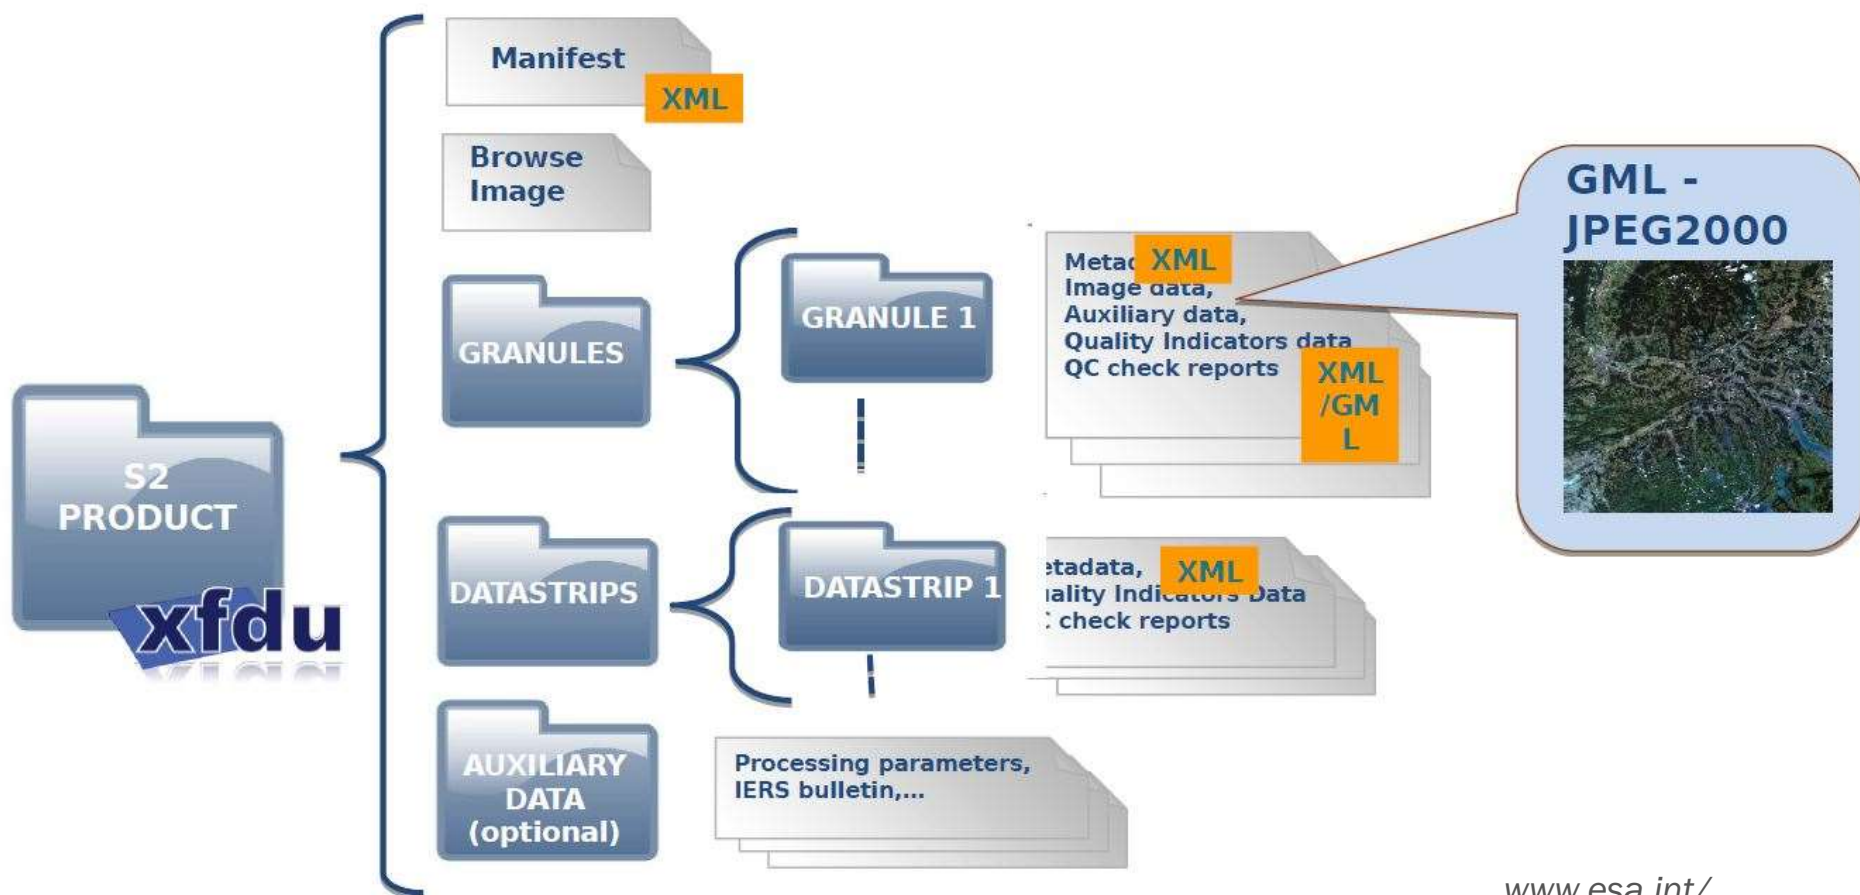 Manifest
XML
Browse
Image
GML -
JPEG2000
GRANULES
GRANULE 1
XML
Image data,
Auxiliary data,
Quality Indicators data
QC check reports
XML
/GM
L
S2
PRODUCT
xfdu
DATASTRIPS
DATASTRIP 1
etadata,
XML
iality Indicators Data
check reports
AUXILIARY
DATA
(optional)
Processing parameters,
IERS bulletin,...
www.esa.int/